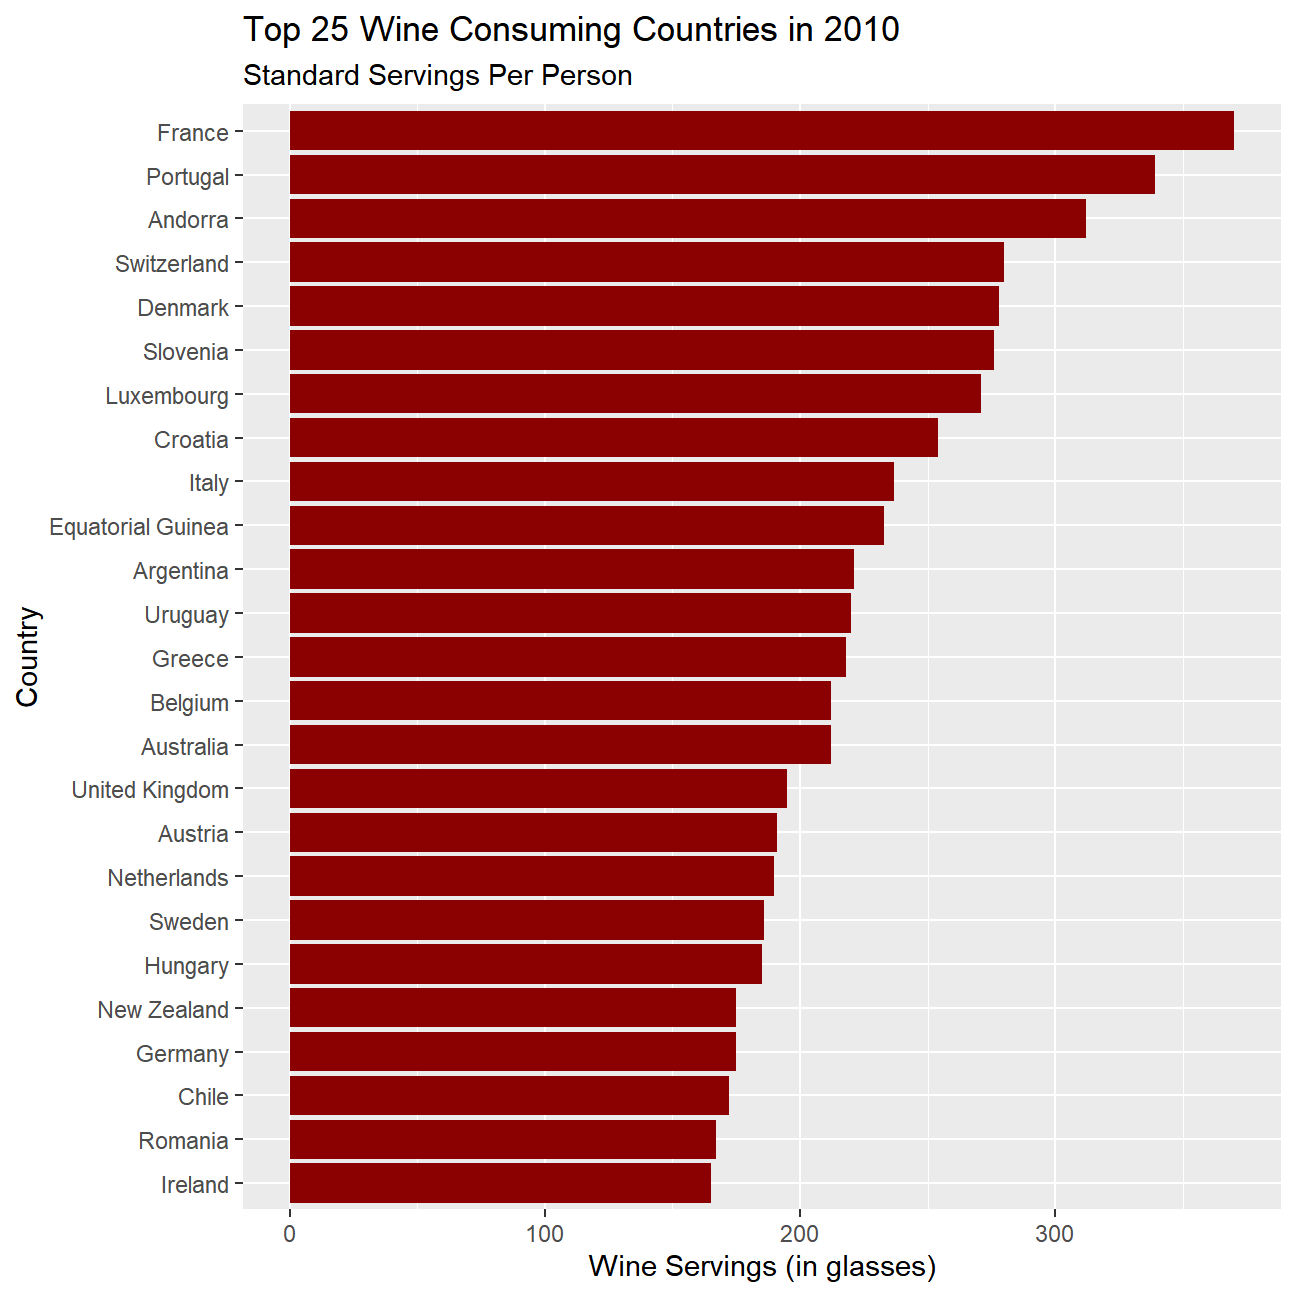 Top 25 Wine Consuming Countries in 2010
Standard Servings Per Person
France
Portugal
Andorra
Switzerland
Denmark
Slovenia
Luxembourg
Croatia
Italy
Equatorial Guinea
Argentina
Uruguay
Greece
Belgium
Australia
United Kingdom
Austria
Netherlands
Sweden
Hungary
New Zealand
Germany
Chile
Romania
Ireland
Country
0 100 200 300
Wine Servings (in glasses)